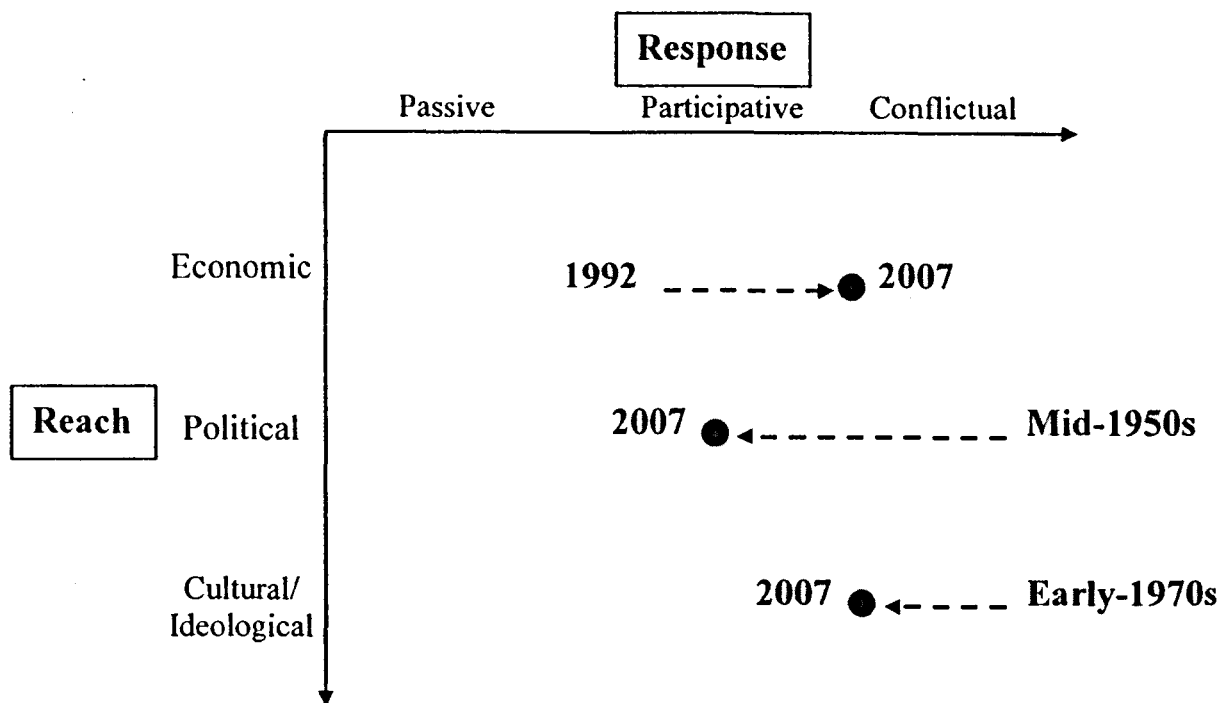 Response
Passive Participative Conflictual
Economic 1992 2007
Reach Political 2007 Mid-1950s
Cultural/
Ideological 2007 Early-1970s